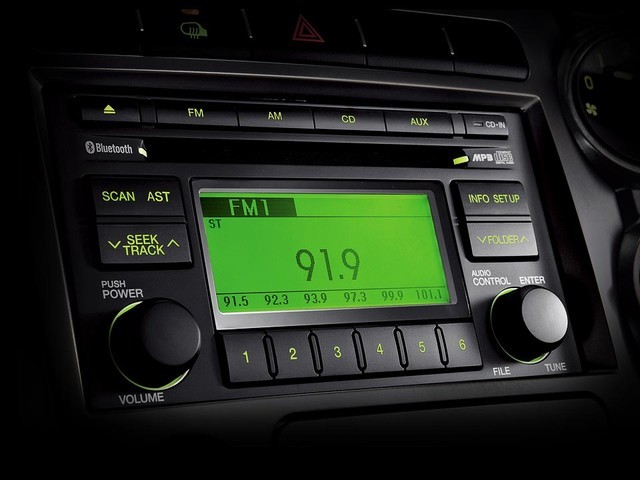 FM AM CD AUX CD-IN
Bluetooth
MP3
SCAN AST
SEEK
TRACK
FM1
ST
91.9
91.5 92.3 93.9 97.3 99.9 101.1
INFO SETUP
FOLDER
PUSH
POWER
VOLUME
1 2 3 4 5 6
AUDIO
CONTROL ENTER
FILE TUNE
0